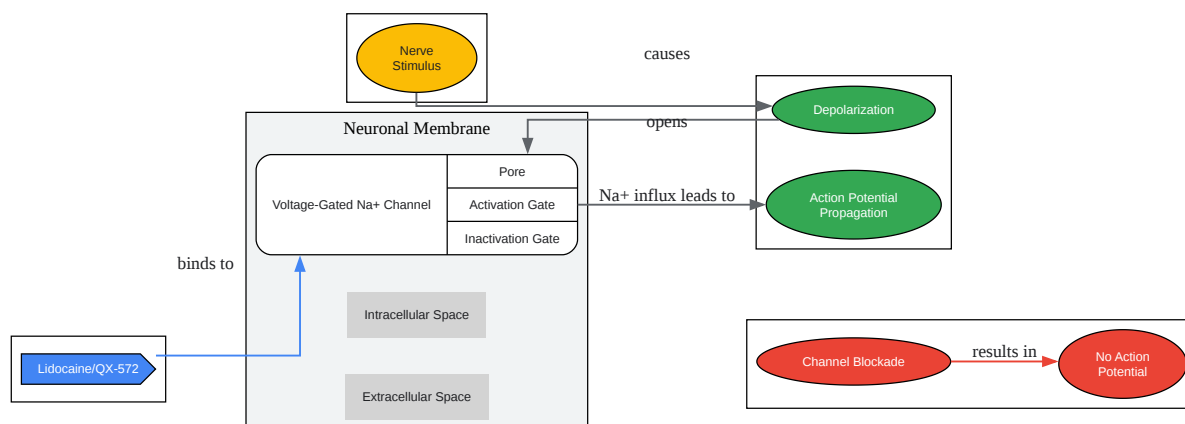 Nerve
Stimulus
causes
Depolarization
opens
Neuronal Membrane
Pore
Voltage-Gated Na+ Channel
Activation Gate
Inactivation Gate
Na+ influx leads to
Action Potential
Propagation
binds to
Intracellular Space
Lidocaine/QX-572
Extracellular Space
Channel Blockade
results in
No Action
Potential